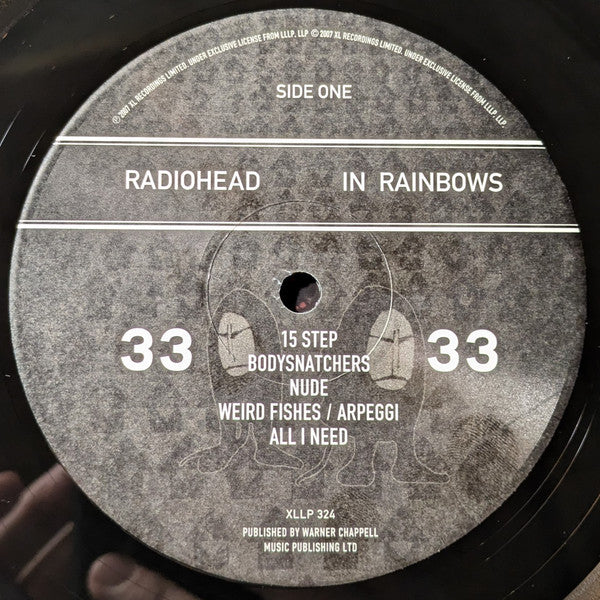 © 2007 XL RECORDINGS LIMITED. UNDER EXCLUSIVE LICENSE FROM LLLP. LLP © 2007 XL RECORDINGS LIMITED. UNDER EXCLUSIVE LICENSE FROM LLLP. LLP.
SIDE ONE
RADIOHEAD IN RAINBOWS
33 33
15 STEP
BODYSNATCHERS
NUDE
WEIRD FISHES / ARPEGGI
ALL I NEED
XLLP 324
PUBLISHED BY WARNER CHAPPELL
MUSIC PUBLISHING LTD